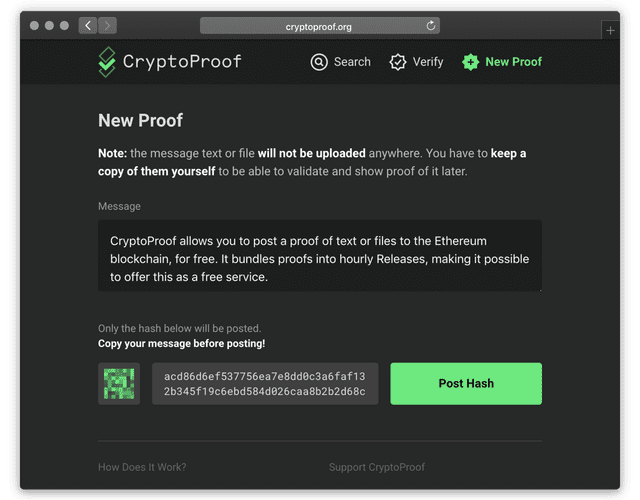 cryptoproof.org
CryptoProof
Search
Verify
New Proof
New Proof
Note: the message text or file will not be uploaded anywhere. You have to keep a
copy of them yourself to be able to validate and show proof of it later.
Message
CryptoProof allows you to post a proof of text or files to the Ethereum
blockchain, for free. It bundles proofs into hourly Releases, making it possible
to offer this as a free service.
Only the hash below will be posted.
Copy your message before posting!
acd86d6ef537756ea7e8dd0c3a6faf13
2b345f19c6ebd584d026caa8b2b2d68c
Post Hash
How Does It Work?
Support CryptoProof